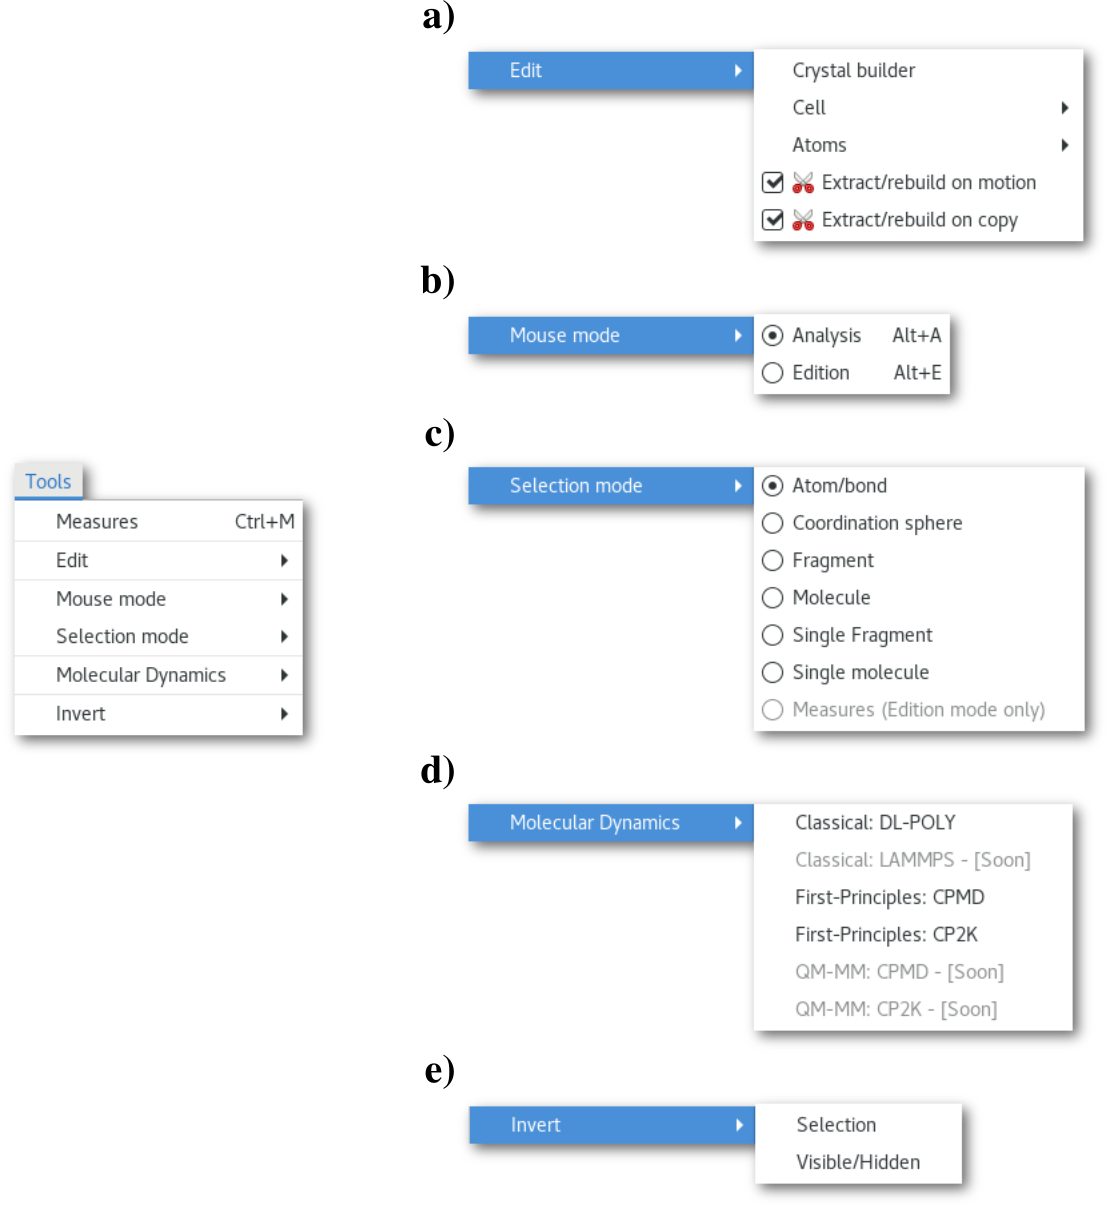 a)
Edit
Crystal builder
Cell
Atoms
Extract/rebuild on motion
Extract/rebuild on copy
b)
Mouse mode
Analysis Alt+A
Edition Alt+E
c)
Selection mode
Atom/bond
Coordination sphere
Fragment
Molecule
Single Fragment
Single molecule
Measures (Edition mode only)
Tools
Measures Ctrl+M
Edit
Mouse mode
Selection mode
Molecular Dynamics
Invert
d)
Molecular Dynamics
Classical: DL-POLY
Classical: LAMMPS - [Soon]
First-Principles: CPMD
First-Principles: CP2K
QM-MM: CPMD - [Soon]
QM-MM: CP2K - [Soon]
e)
Invert
Selection
Visible/Hidden